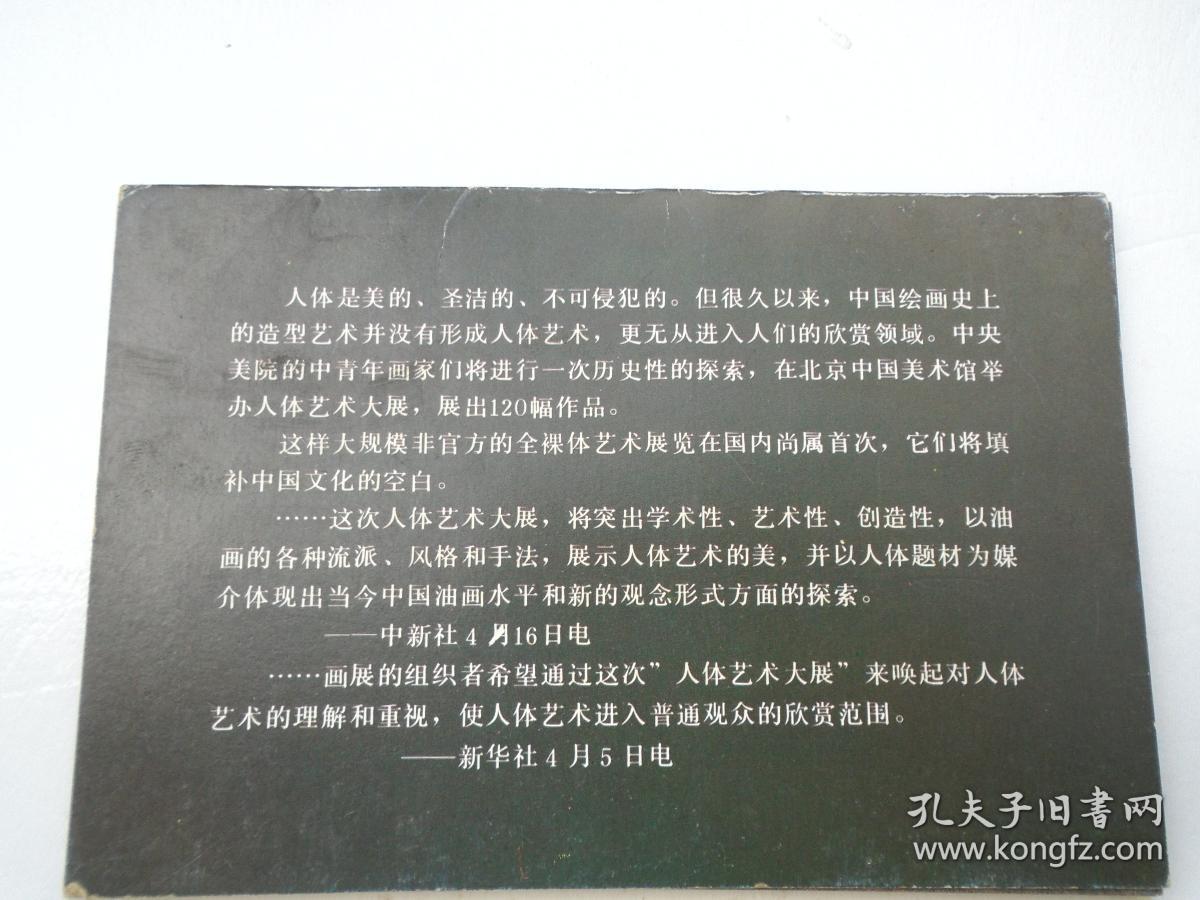 人体是美的、圣洁的、不可侵犯的。但很久以来，中国绘画史上
的造型艺术并没有形成人体艺术，更无从进入人们的欣赏领域。中央
美院的中青年画家们将进行一次历史性的探索，在北京中国美术馆举
办人体艺术大展，展出120幅作品。
这样大规模非官方的全裸体艺术展览在国内尚属首次，它们将填
补中国文化的空白。
……这次人体艺术大展，将突出学术性、艺术性、创造性，以油
画的各种流派、风格和手法，展示人体艺术的美，并以人体题材为媒
介体现出当今中国油画水平和新的观念形式方面的探索。
——中新社4月16日电
……画展的组织者希望通过这次”人体艺术大展”来唤起对人体
艺术的理解和重视，使人体艺术进入普通观众的欣赏范围。
——新华社4月5日电
孔夫子旧書网
www.kongfz.com